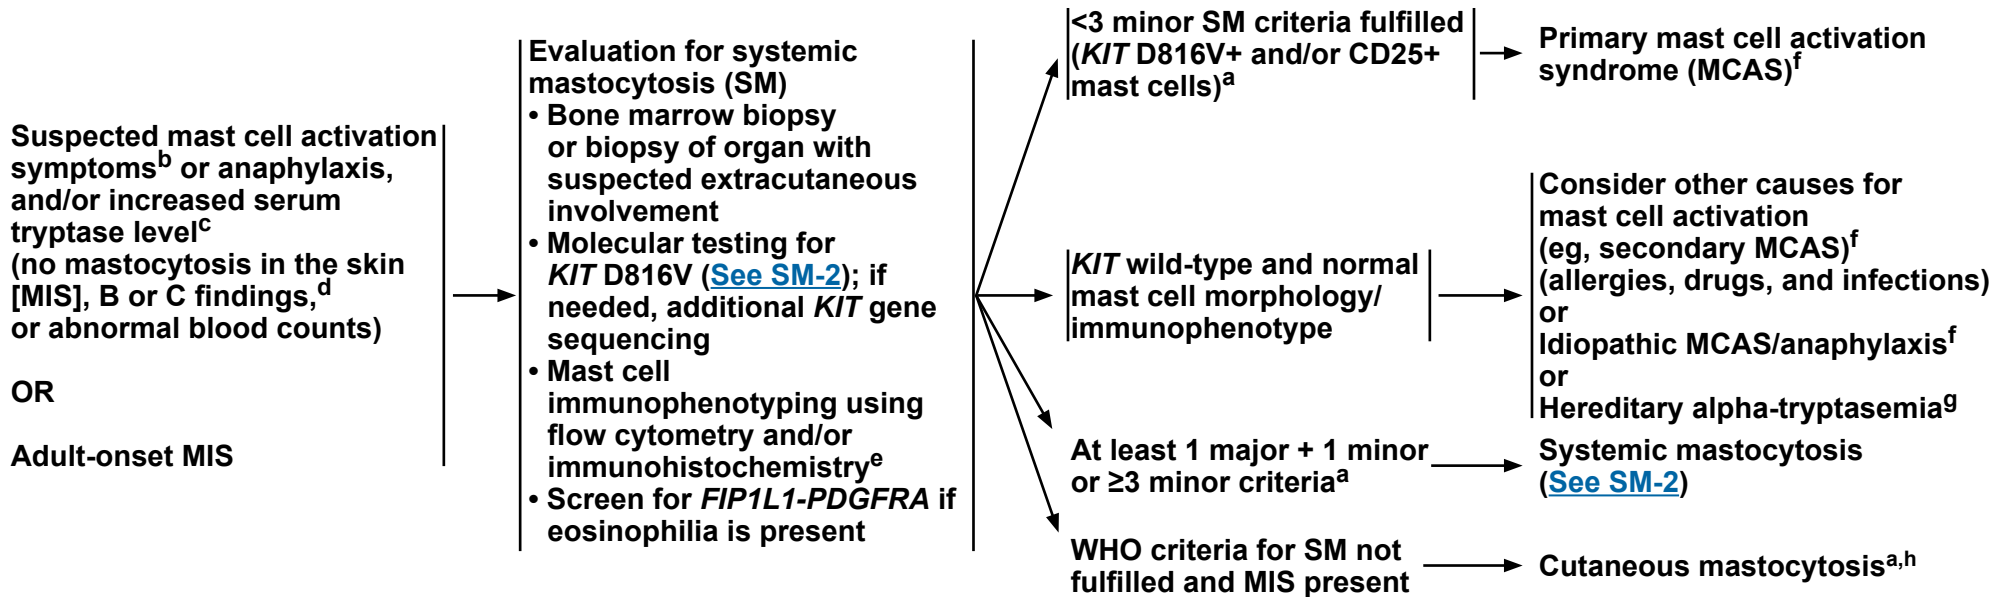 Suspected mast cell activation
symptomsᵇ or anaphylaxis,
and/or increased serum
tryptase levelᶜ
(no mastocytosis in the skin
[MIS], B or C findings,ᵈ
or abnormal blood counts)
OR
Adult-onset MIS
Evaluation for systemic
mastocytosis (SM)
• Bone marrow biopsy
or biopsy of organ with
suspected extracutaneous
involvement
• Molecular testing for
KIT D816V (See SM-2); if
needed, additional KIT gene
sequencing
• Mast cell
immunophenotyping using
flow cytometry and/or
immunohistochemistryᵉ
• Screen for FIP1L1-PDGFRA if
eosinophilia is present
<3 minor SM criteria fulfilled
(KIT D816V+ and/or CD25+
mast cells)ᵃ
Primary mast cell activation
syndrome (MCAS)ᶠ
KIT wild-type and normal
mast cell morphology/
immunophenotype
Consider other causes for
mast cell activation
(eg, secondary MCAS)ᶠ
(allergies, drugs, and infections)
or
Idiopathic MCAS/anaphylaxisᶠ
or
Hereditary alpha-tryptasemiaᵍ
At least 1 major + 1 minor
or ≥3 minor criteriaᵃ
Systemic mastocytosis
(See SM-2)
WHO criteria for SM not
fulfilled and MIS present
Cutaneous mastocytosisᵃ,ʰ